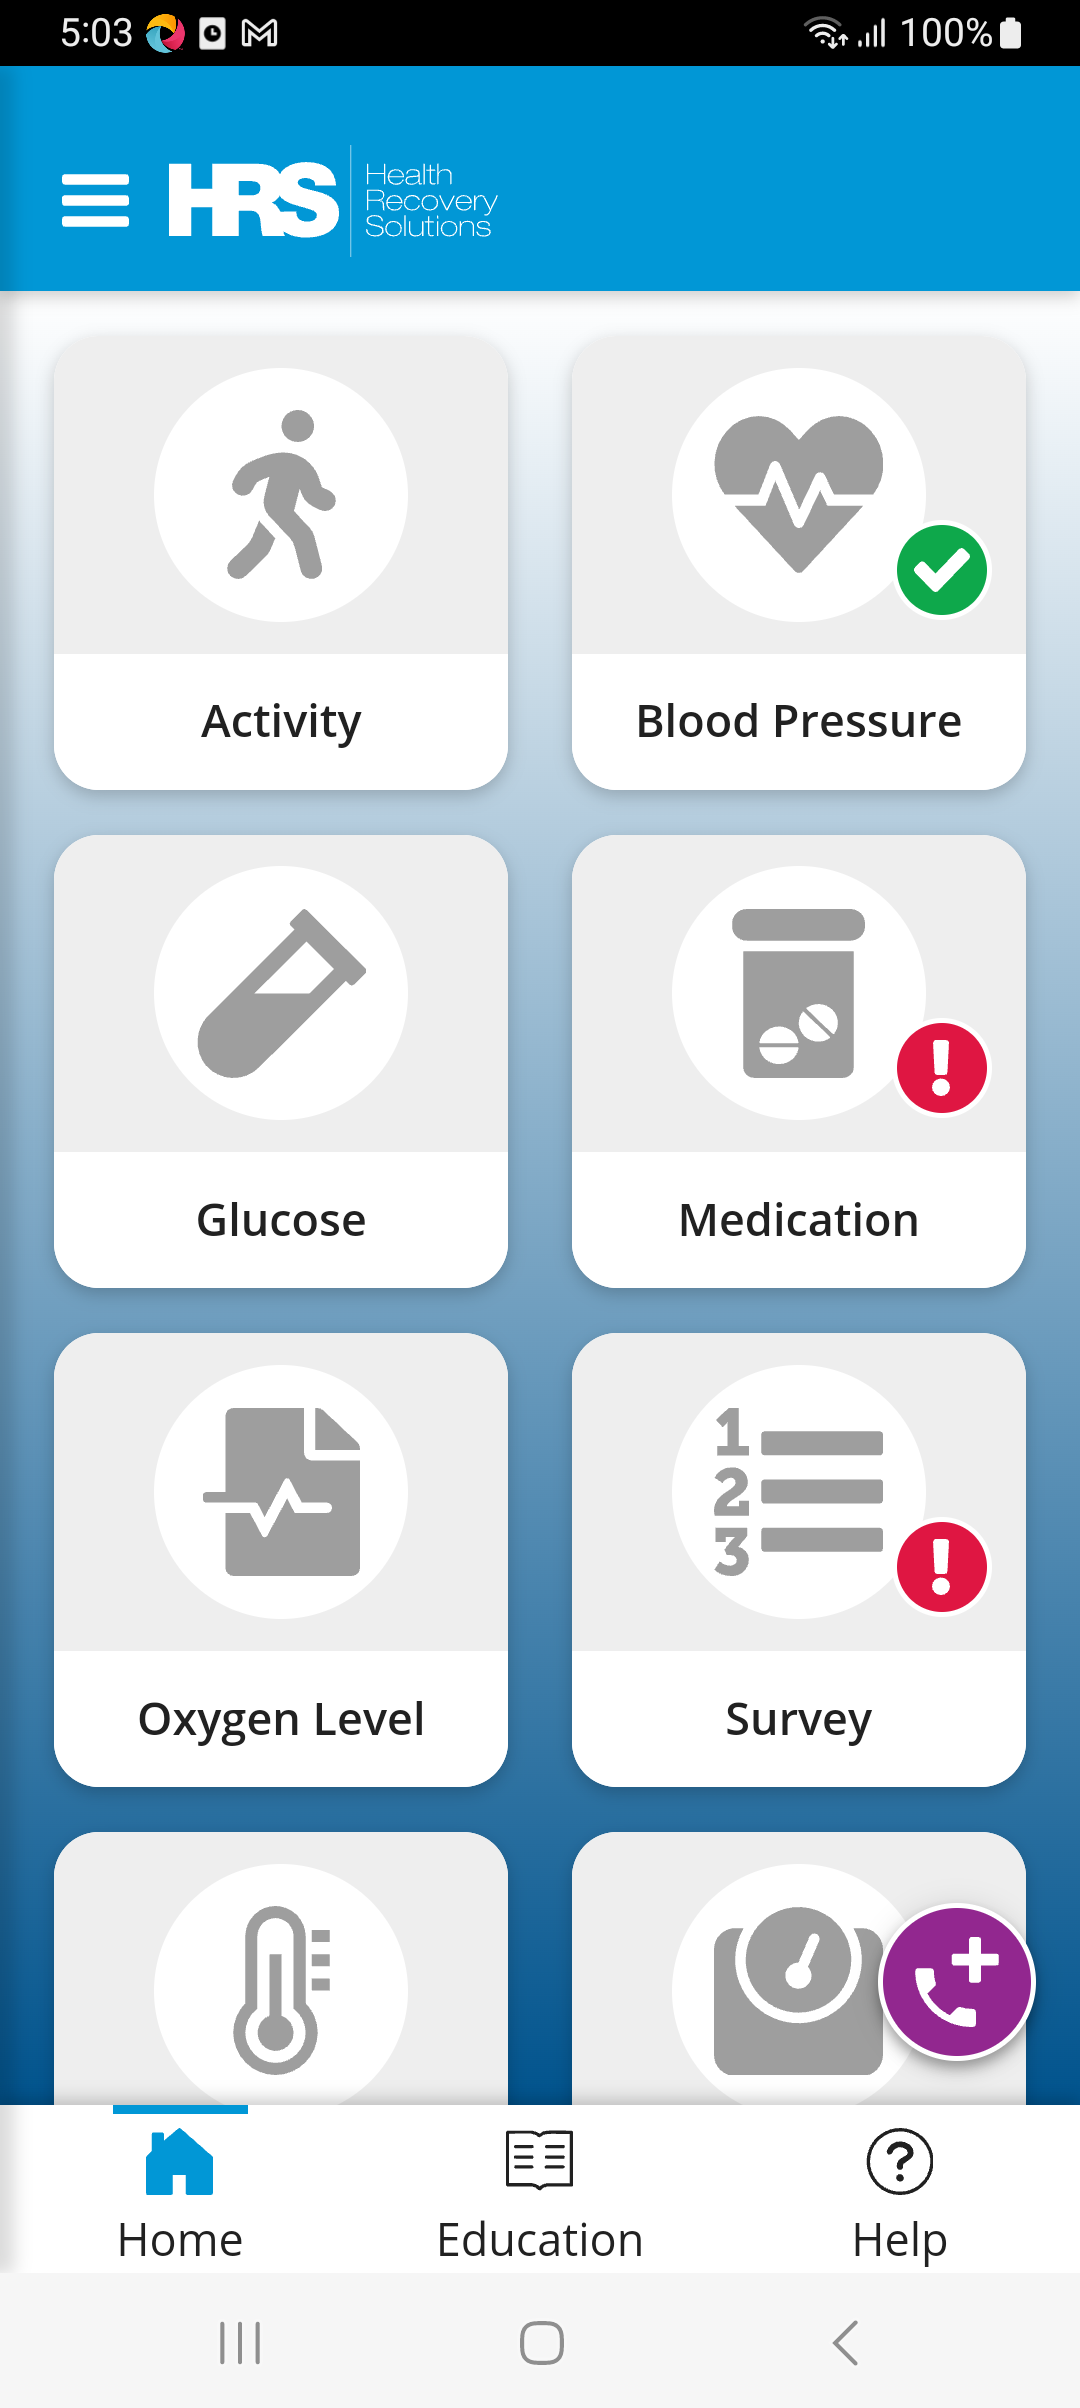 5:03
100%
HRS
Health
Recovery
Solutions
Activity
Blood Pressure
Glucose
Medication
1
2
3
Oxygen Level
Survey
Home
Education
Help